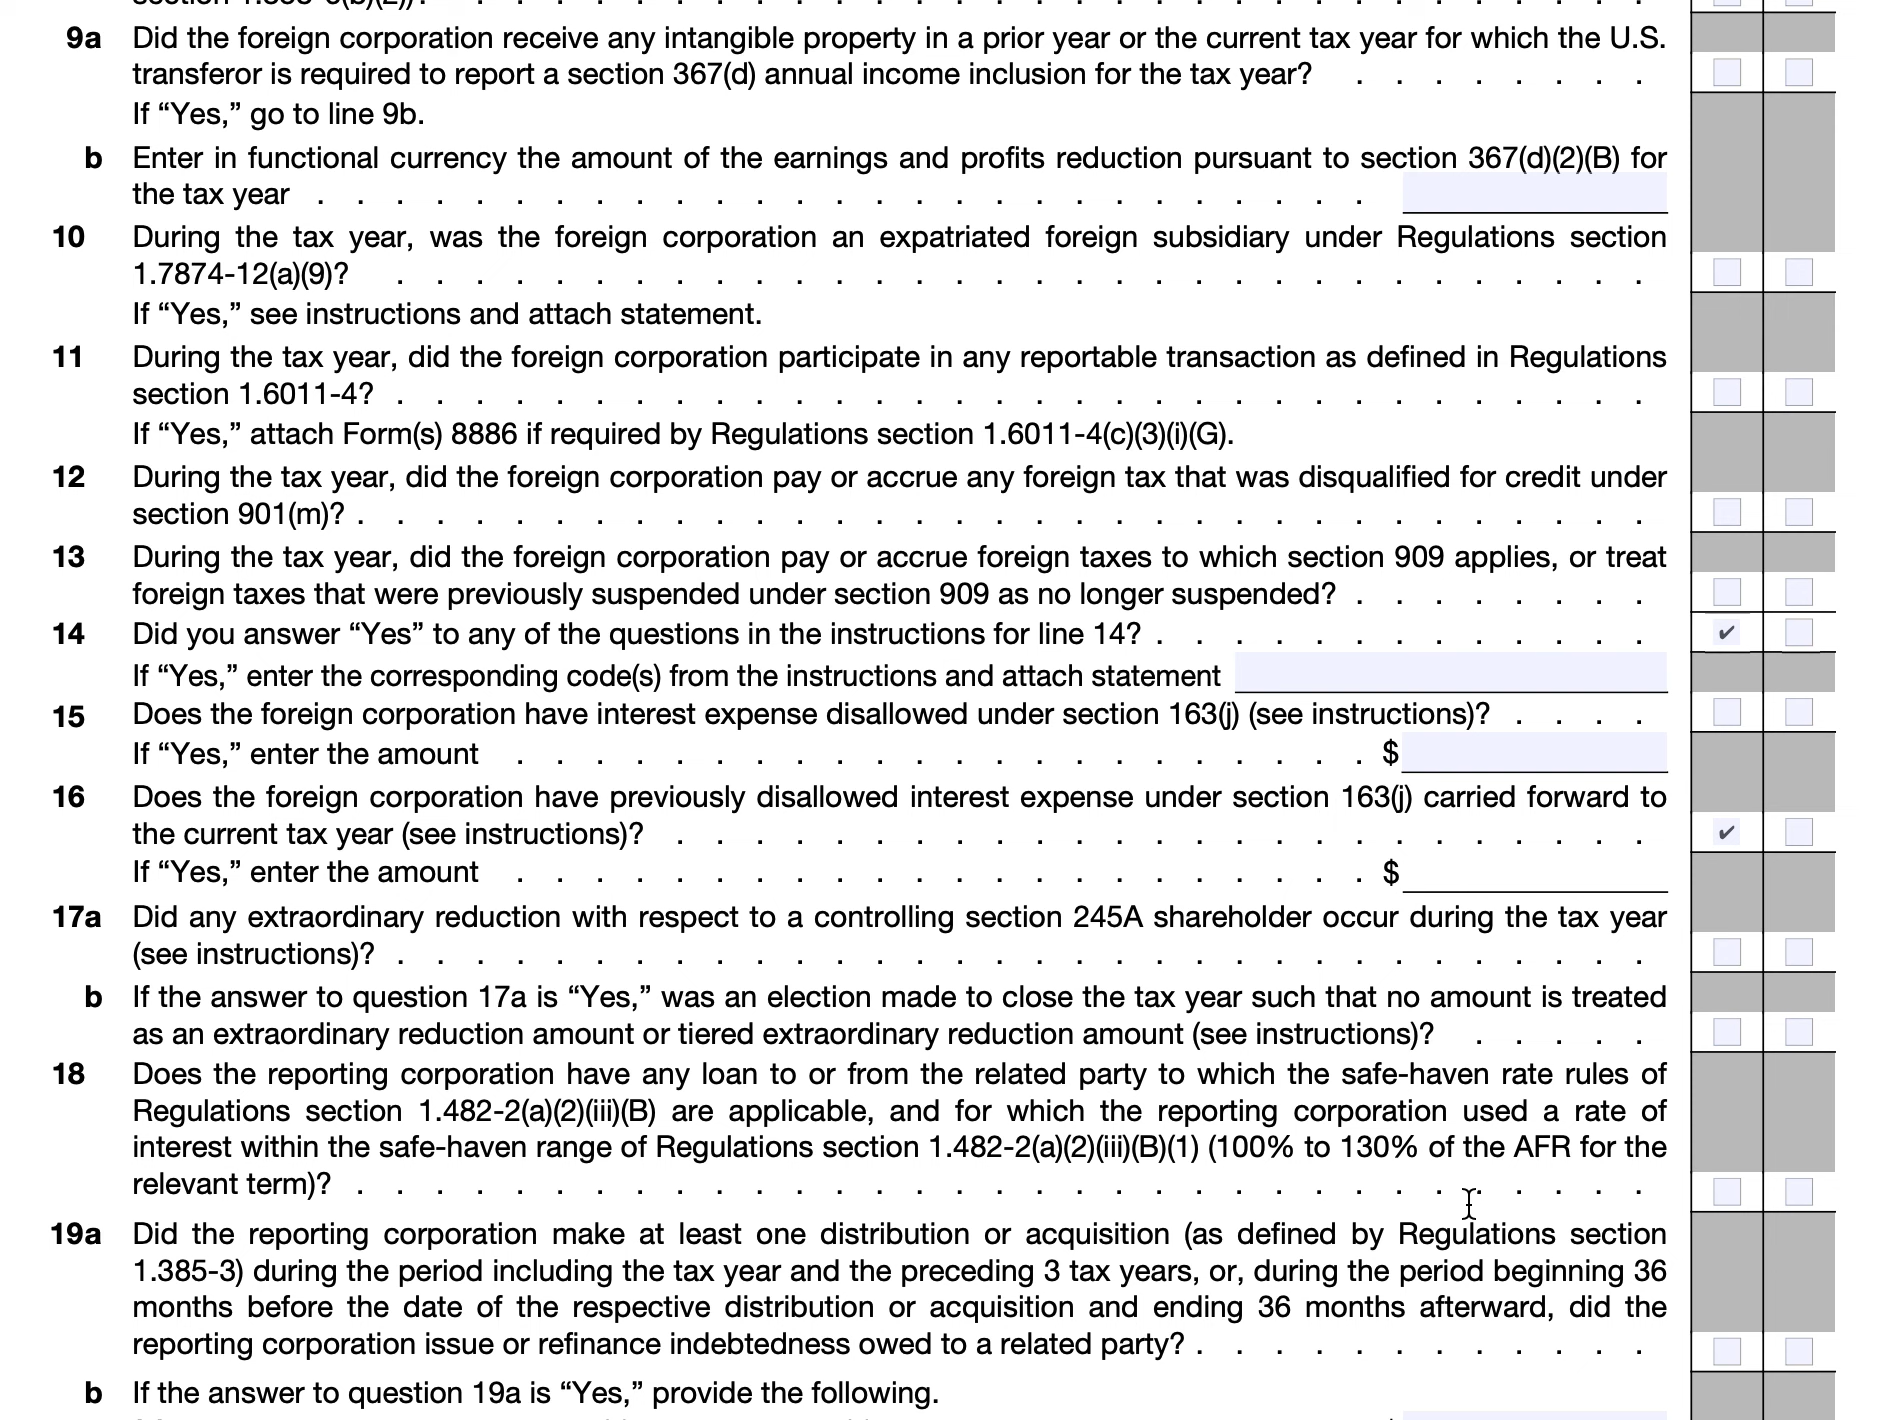 9a Did the foreign corporation receive any intangible property in a prior year or the current tax year for which the U.S.
transferor is required to report a section 367(d) annual income inclusion for the tax year? . . . . . . . .
If “Yes,” go to line 9b.
b Enter in functional currency the amount of the earnings and profits reduction pursuant to section 367(d)(2)(B) for
the tax year . . . . . . . . . . . . . . . . . . . . . . . . . . .
10 During the tax year, was the foreign corporation an expatriated foreign subsidiary under Regulations section
1.7874-12(a)(9)? . . . . . . . . . . . . . . . . . . . . . . . . . . . . . . . .
If “Yes,” see instructions and attach statement.
11 During the tax year, did the foreign corporation participate in any reportable transaction as defined in Regulations
section 1.6011-4? . . . . . . . . . . . . . . . . . . . . . . . . . . . . . . . .
If “Yes,” attach Form(s) 8886 if required by Regulations section 1.6011-4(c)(3)(i)(G).
12 During the tax year, did the foreign corporation pay or accrue any foreign tax that was disqualified for credit under
section 901(m)? . . . . . . . . . . . . . . . . . . . . . . . . . . . . . . . . .
13 During the tax year, did the foreign corporation pay or accrue foreign taxes to which section 909 applies, or treat
foreign taxes that were previously suspended under section 909 as no longer suspended? . . . . . . . .
14 Did you answer “Yes” to any of the questions in the instructions for line 14? . . . . . . . . . . . . . ✔
If “Yes,” enter the corresponding code(s) from the instructions and attach statement
15 Does the foreign corporation have interest expense disallowed under section 163(j) (see instructions)? . . . .
If “Yes,” enter the amount . . . . . . . . . . . . . . . . . . . . . . $
16 Does the foreign corporation have previously disallowed interest expense under section 163(j) carried forward to
the current tax year (see instructions)? . . . . . . . . . . . . . . . . . . . . . . . . . ✔
If “Yes,” enter the amount . . . . . . . . . . . . . . . . . . . . . . $
17a Did any extraordinary reduction with respect to a controlling section 245A shareholder occur during the tax year
(see instructions)? . . . . . . . . . . . . . . . . . . . . . . . . . . . . . . . .
b If the answer to question 17a is “Yes,” was an election made to close the tax year such that no amount is treated
as an extraordinary reduction amount or tiered extraordinary reduction amount (see instructions)? . . . . .
18 Does the reporting corporation have any loan to or from the related party to which the safe-haven rate rules of
Regulations section 1.482-2(a)(2)(iii)(B) are applicable, and for which the reporting corporation used a rate of
interest within the safe-haven range of Regulations section 1.482-2(a)(2)(iii)(B)(1) (100% to 130% of the AFR for the
relevant term)? . . . . . . . . . . . . . . . . . . . . . . . . . . . . . . . . .
19a Did the reporting corporation make at least one distribution or acquisition (as defined by Regulations section
1.385-3) during the period including the tax year and the preceding 3 tax years, or, during the period beginning 36
months before the date of the respective distribution or acquisition and ending 36 months afterward, did the
reporting corporation issue or refinance indebtedness owed to a related party? . . . . . . . . . . . .
b If the answer to question 19a is “Yes,” provide the following.